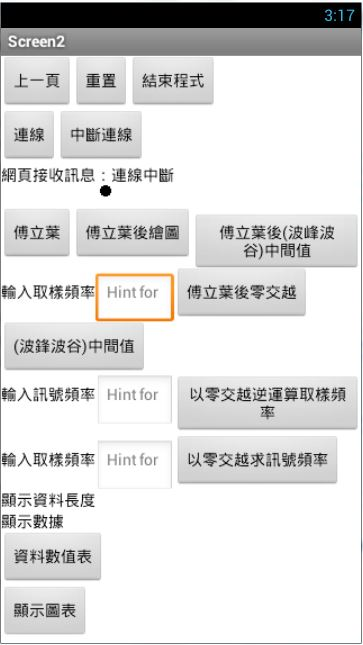 3:17
Screen2
上一頁 重置 結束程式
連線 中斷連線
網頁接收訊息：連線中斷
傅立葉 傅立葉後繪圖 傅立葉後(波峰波
谷)中間值
輸入取樣頻率 Hint for 傅立葉後零交越
(波鋒波谷)中間值
輸入訊號頻率 Hint for 以零交越逆運算取樣頻
率
輸入取樣頻率 Hint for 以零交越求訊號頻率
顯示資料長度
顯示數據
資料數值表
顯示圖表